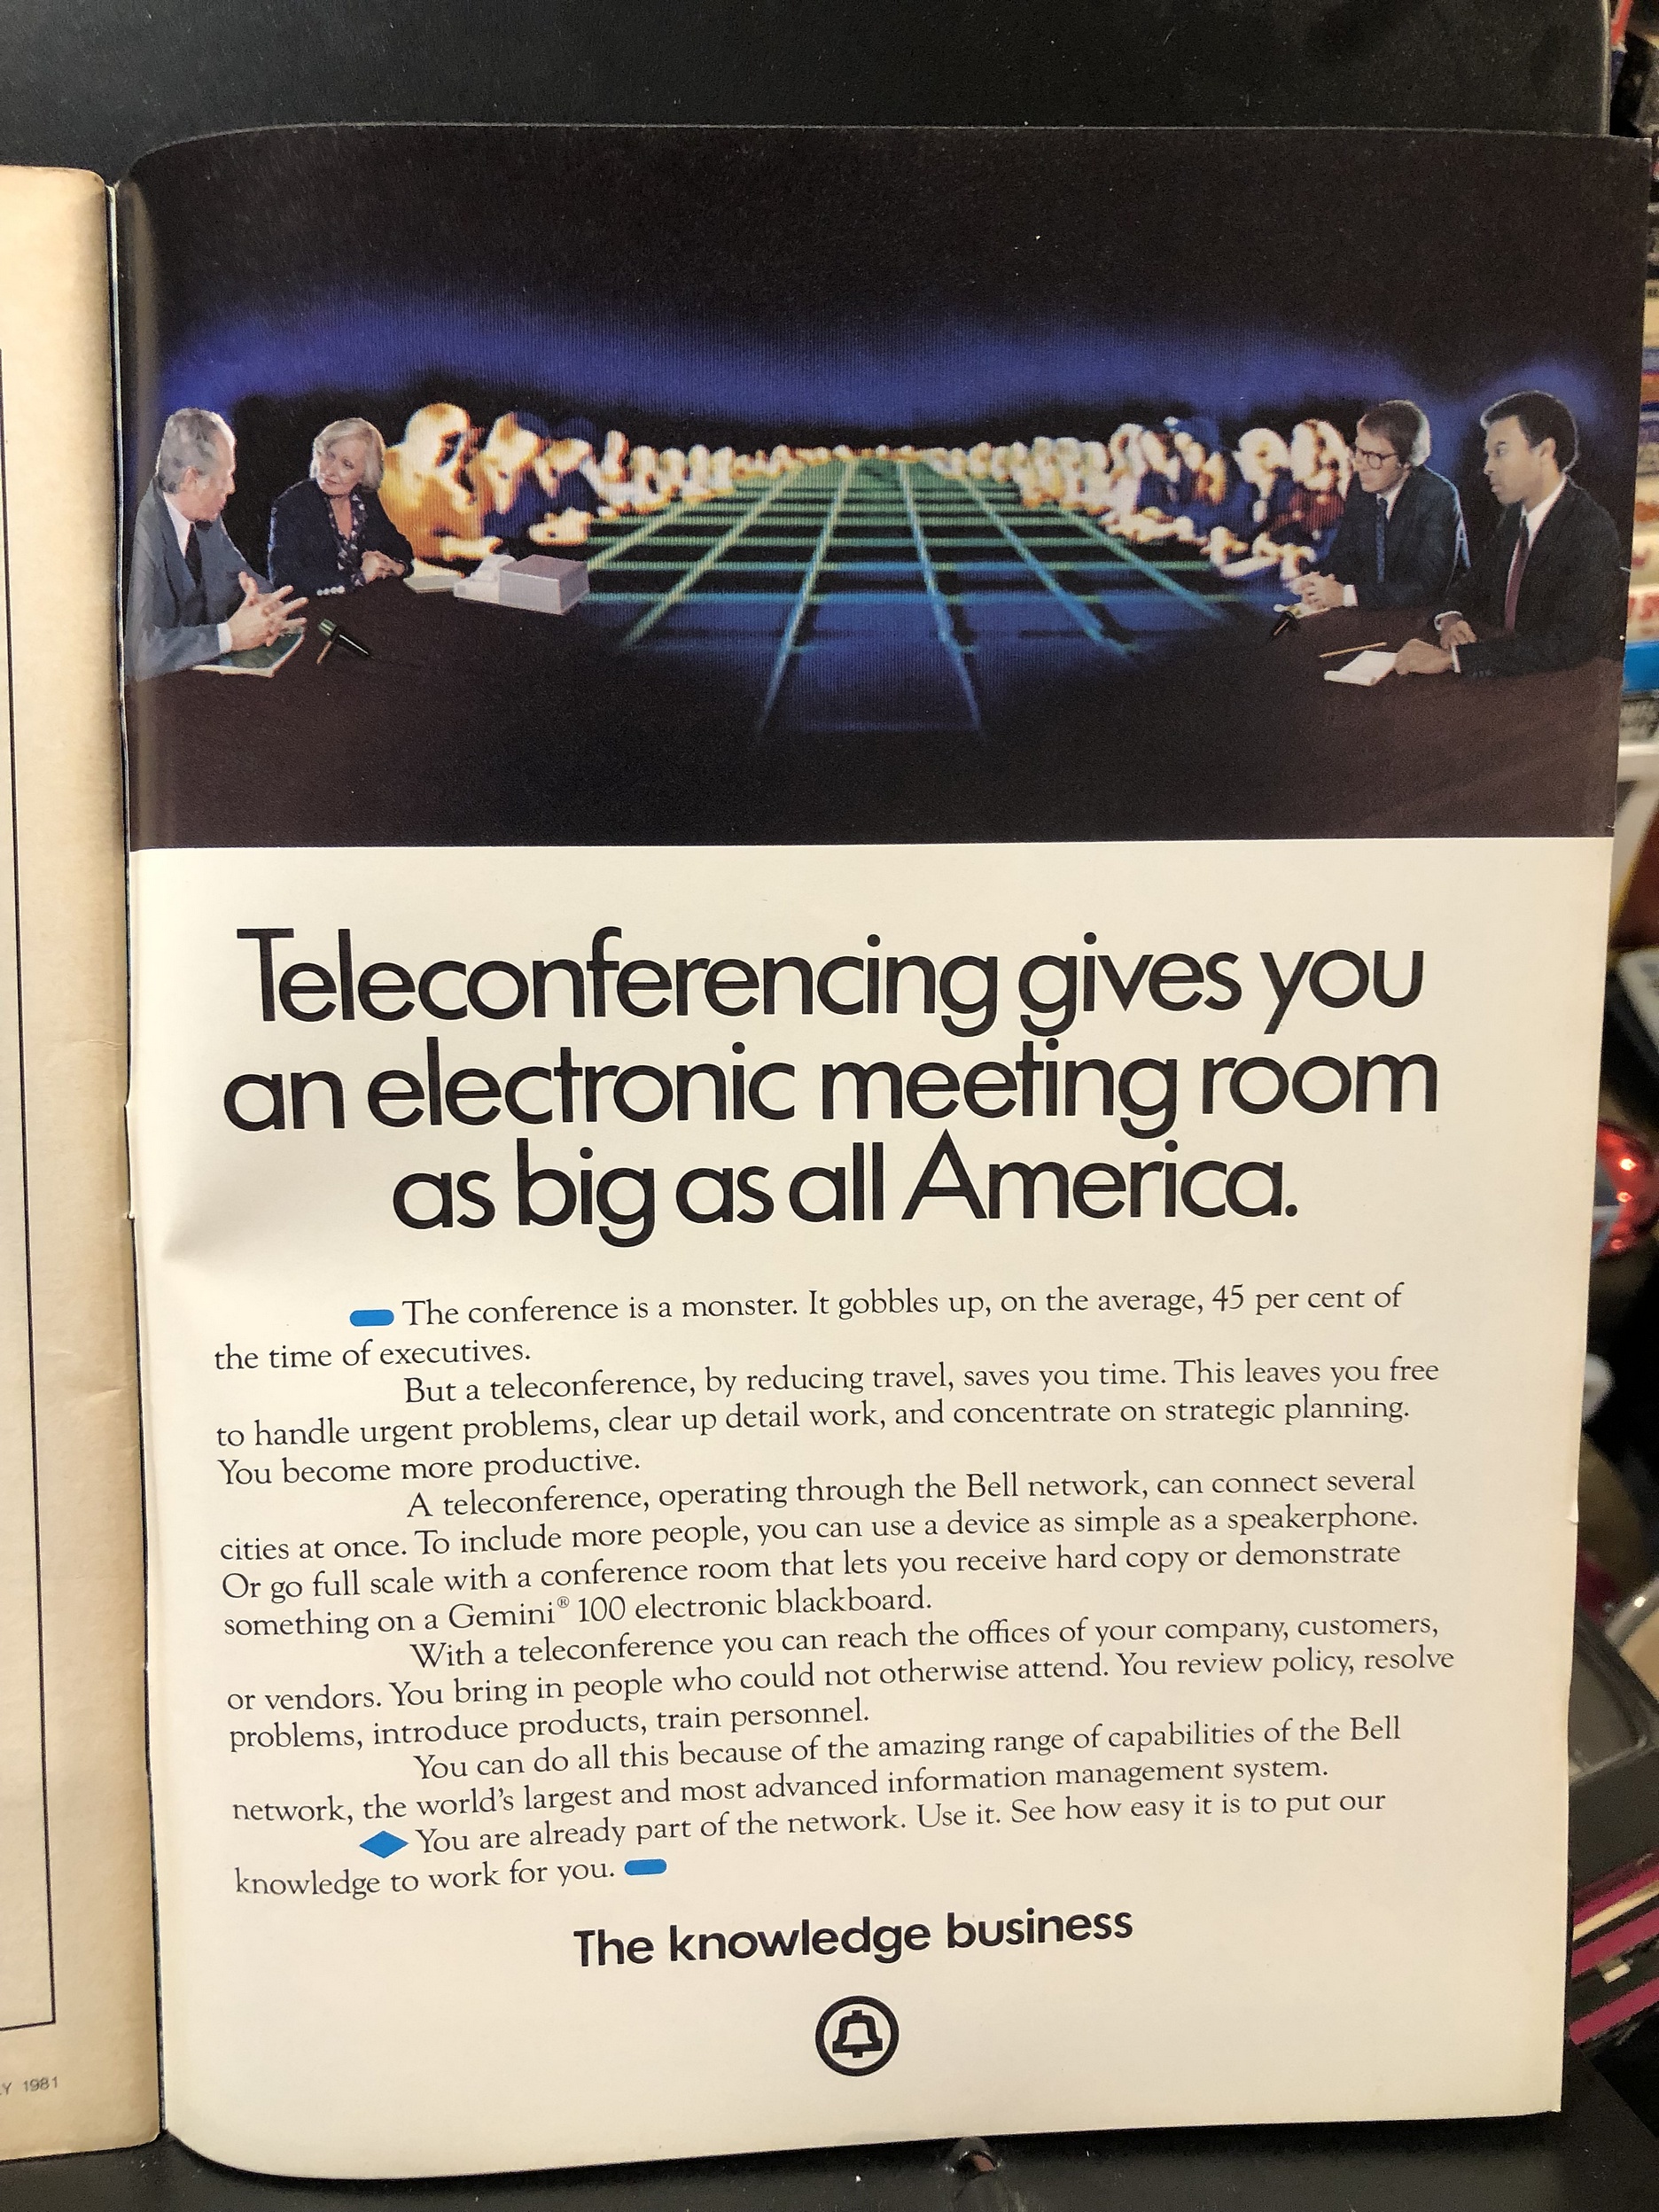 Teleconferencing gives you
an electronic meeting room
as big as all America.
The conference is a monster. It gobbles up, on the average, 45 per cent of
the time of executives.
But a teleconference, by reducing travel, saves you time. This leaves you free
to handle urgent problems, clear up detail work, and concentrate on strategic planning.
You become more productive.
A teleconference, operating through the Bell network, can connect several
cities at once. To include more people, you can use a device as simple as a speakerphone.
Or go full scale with a conference room that lets you receive hard copy or demonstrate
something on a Gemini® 100 electronic blackboard.
With a teleconference you can reach the offices of your company, customers,
or vendors. You bring in people who could not otherwise attend. You review policy, resolve
problems, introduce products, train personnel.
You can do all this because of the amazing range of capabilities of the Bell
network, the world's largest and most advanced information management system.
You are already part of the network. Use it. See how easy it is to put our
knowledge to work for you.
The knowledge business
1981